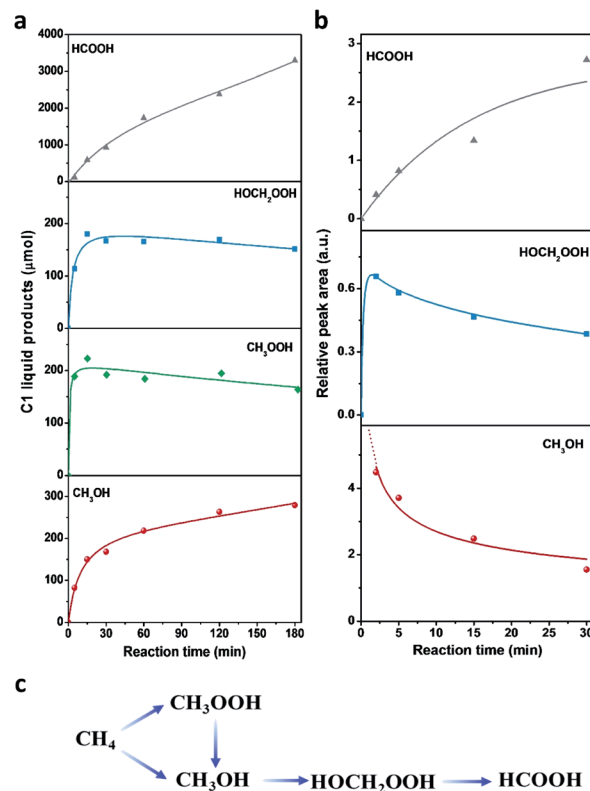 a
HCOOH
4000
3000
2000
1000
0
HOCH₂OOH
200
100
0
CH₃OOH
200
100
0
CH₃OH
300
200
100
0
0 30 60 90 120 150 180
Reaction time (min)
C1 liquid products (μmol)
b
HCOOH
3
2
1
0
HOCH₂OOH
0.6
0.3
0.0
CH₃OH
4
2
0
0 5 10 15 20 25 30
Reaction time (min)
Relative peak area (a.u.)
c
CH₃OOH
CH₄
CH₃OH HOCH₂OOH HCOOH